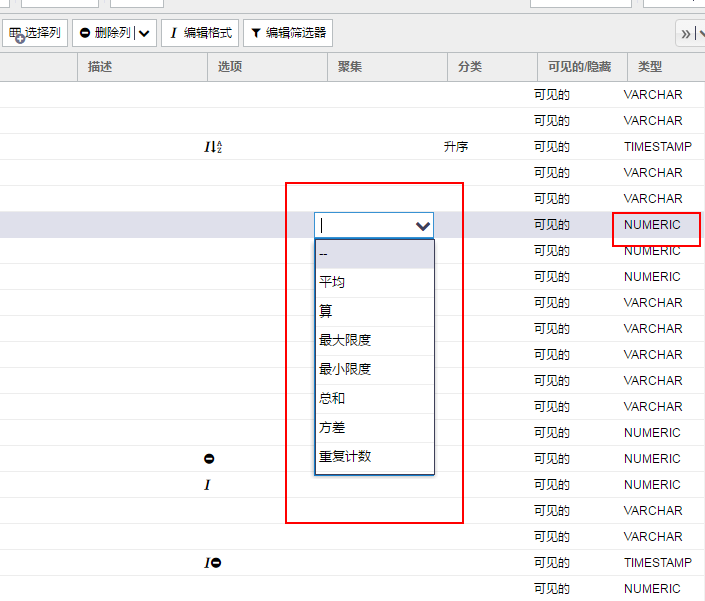 选择列 删除列 I 编辑格式 编辑筛选器 »
描述 选项 聚集 分类 可见的/隐藏 类型
可见的 VARCHAR
可见的 VARCHAR
I A Z 升序 可见的 TIMESTAMP
可见的 VARCHAR
可见的 VARCHAR
可见的 NUMERIC
-- 可见的 NUMERIC
平均 可见的 NUMERIC
算 可见的 VARCHAR
最大限度 可见的 VARCHAR
最小限度 可见的 VARCHAR
可见的 VARCHAR
总和 可见的 VARCHAR
方差 可见的 NUMERIC
重复计数 可见的 NUMERIC
I 可见的 NUMERIC
可见的 VARCHAR
可见的 VARCHAR
I 可见的 TIMESTAMP
可见的 NUMERIC